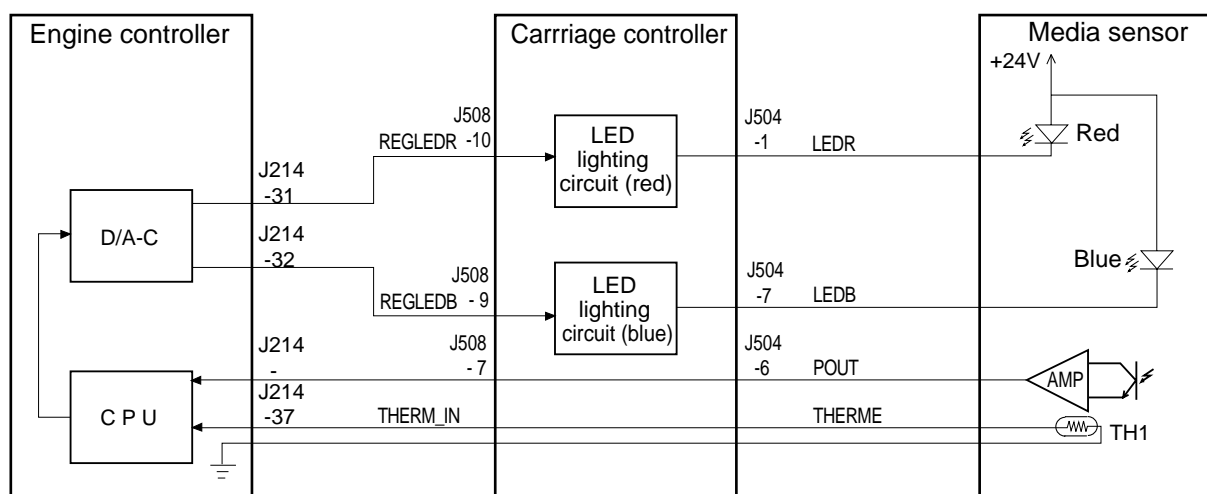 Engine controller
Carrriage controller
Media sensor
+24V
J508
REGLEDR -10
LED
lighting
circuit (red)
J504
-1 LEDR
Red
J214
-31
D/A-C
J214
-32
J508
REGLEDB - 9
LED
lighting
circuit (blue)
J504
-7 LEDB
Blue
J214
-
J508
- 7
J504
-6 POUT
AMP
C P U
J214
-37 THERM_IN
THERME
TH1